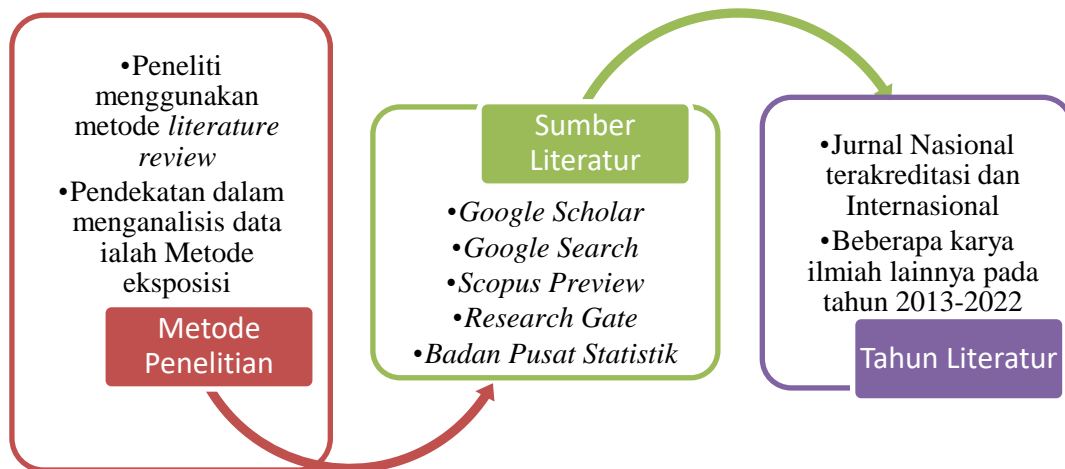 •Peneliti
menggunakan
metode literature
review
•Pendekatan dalam
menganalisis data
ialah Metode
eksposisi
Metode
Penelitian
Sumber
Literatur
•Google Scholar
•Google Search
•Scopus Preview
•Research Gate
•Badan Pusat Statistik
•Jurnal Nasional
terakreditasi dan
Internasional
•Beberapa karya
ilmiah lainnya pada
tahun 2013-2022
Tahun Literatur